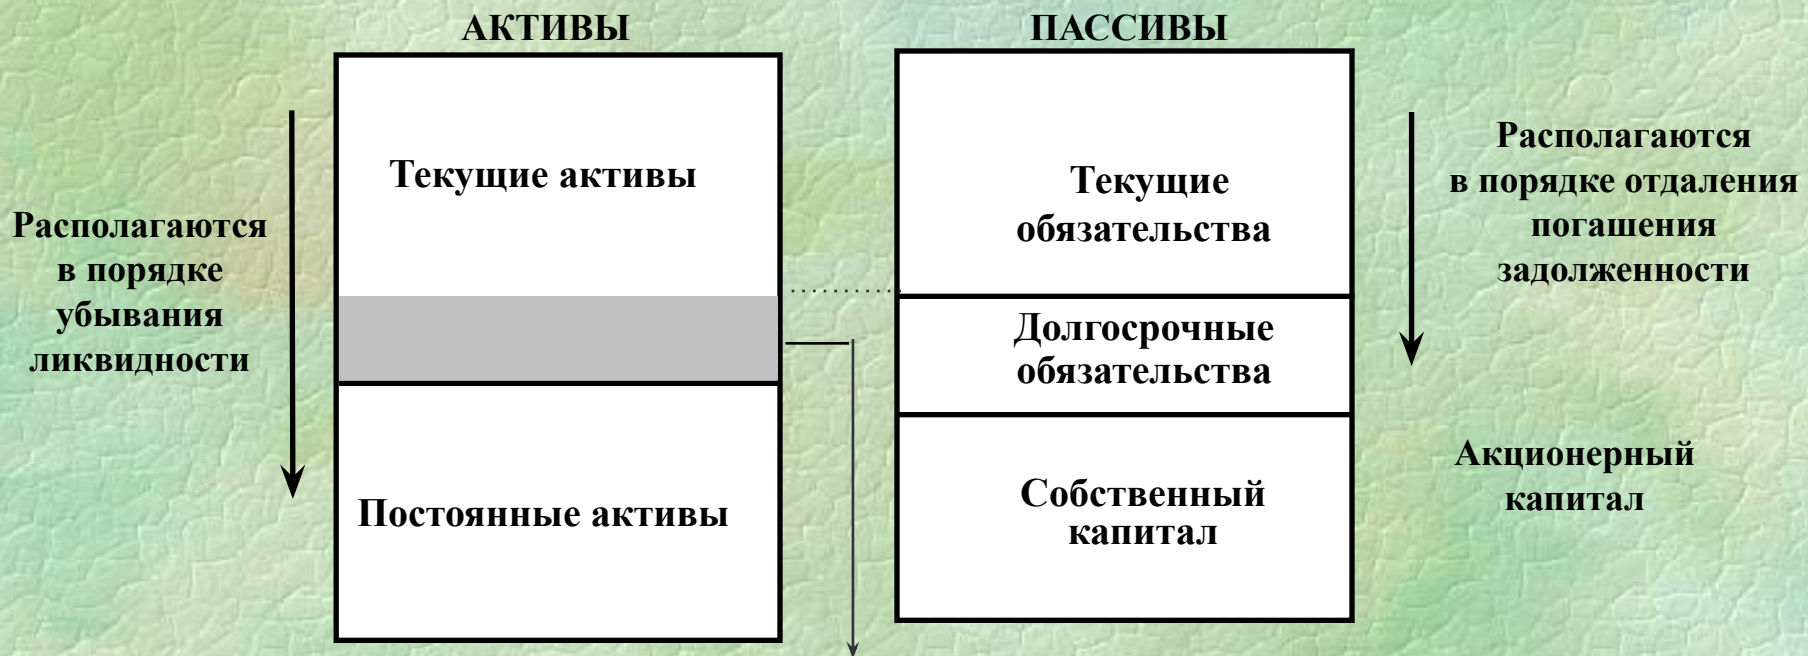 АКТИВЫ
ПАССИВЫ
Располагаются
в порядке
убывания
ликвидности
Текущие активы
Постоянные активы
Текущие
обязательства
Долгосрочные
обязательства
Собственный
капитал
Располагаются
в порядке отдаления
погашения
задолженности
Акционерный
капитал